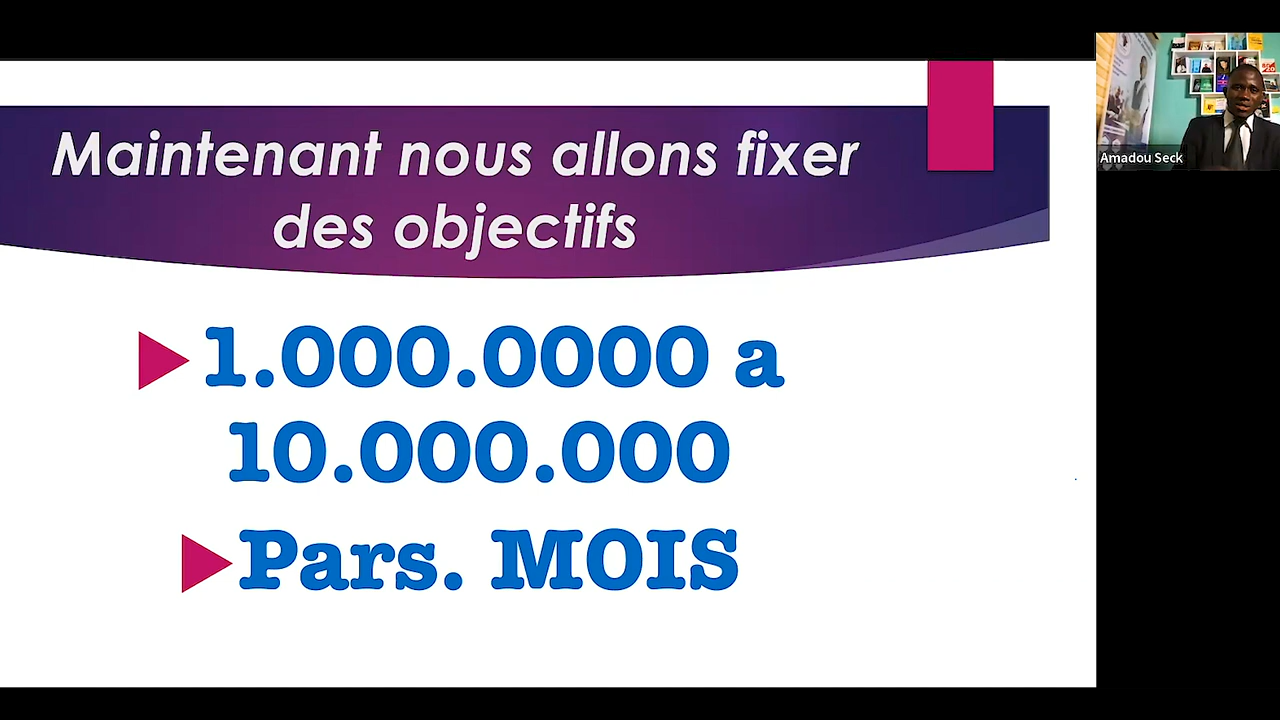 Maintenant nous allons fixer
des objectifs
1.000.0000 a
10.000.000
Pars. MOIS
Amadou Seck